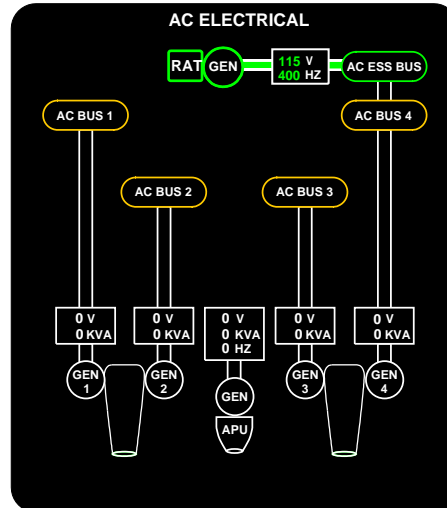 AC ELECTRICAL
RAT GEN 115 V AC ESS BUS
400 HZ
AC BUS 1 AC BUS 4
AC BUS 2 AC BUS 3
0 V 0 V 0 V 0 V 0 V
0 KVA 0 KVA 0 KVA 0 KVA 0 KVA
0 HZ
GEN GEN GEN GEN
1 2 3 4
GEN
APU